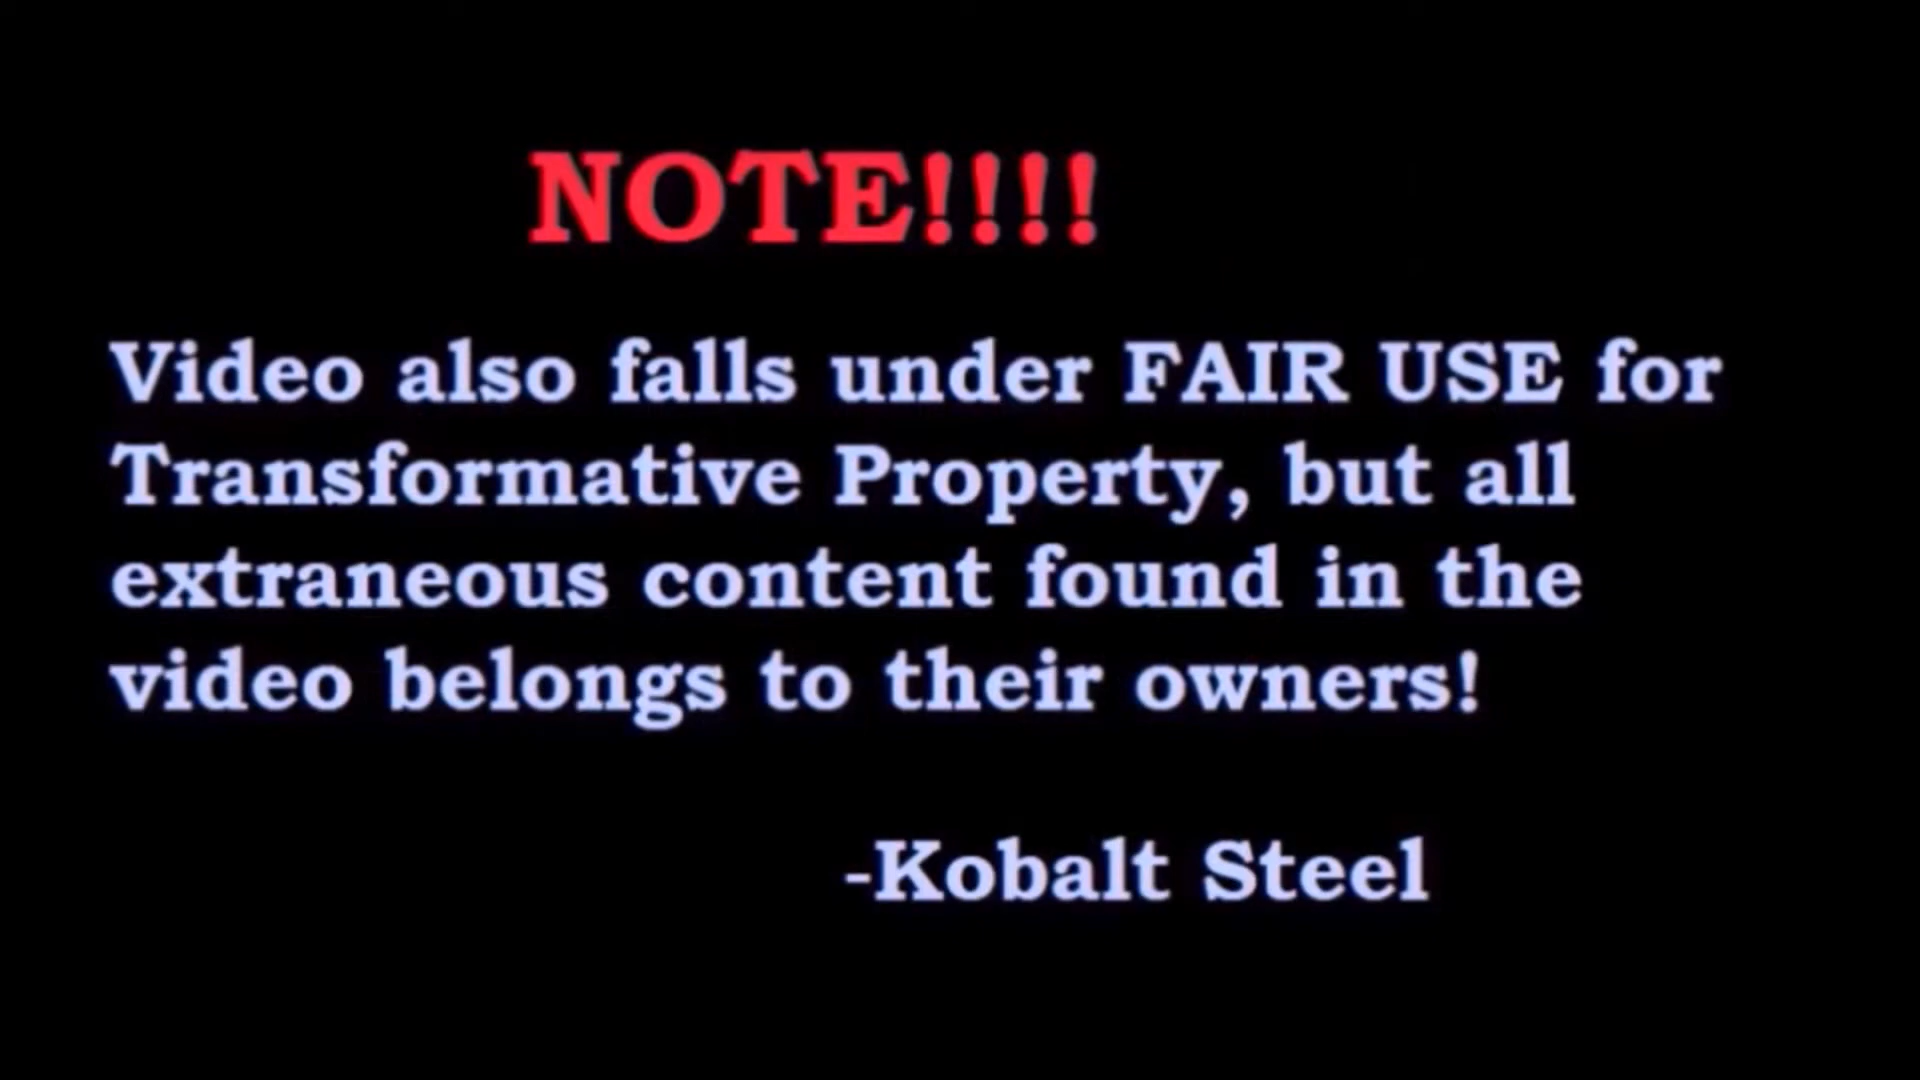 NOTE!!!!
Video also falls under FAIR USE for
Transformative Property, but all
extraneous content found in the
video belongs to their owners!
-Kobalt Steel